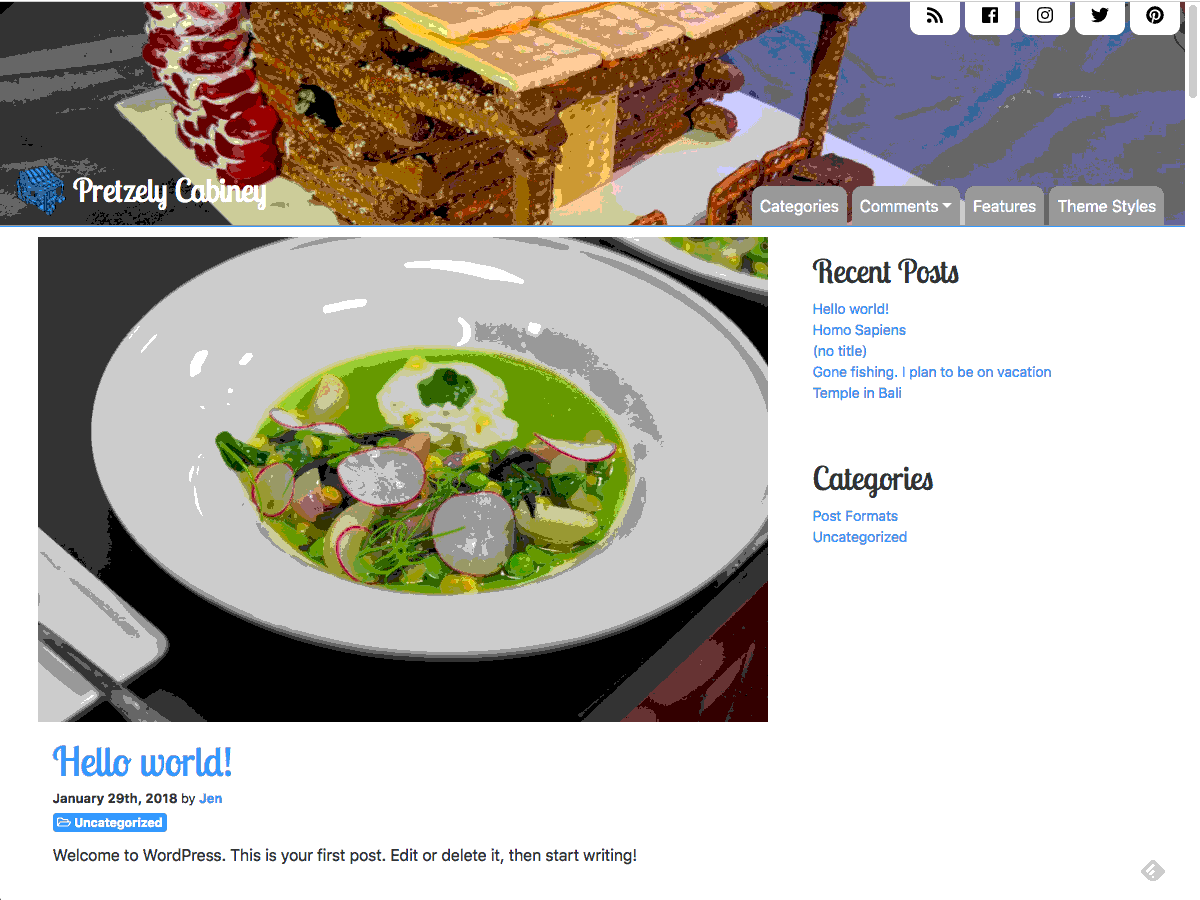 Pretzely Cabiney
Categories
Comments
Features
Theme Styles
Recent Posts
Hello world!
Homo Sapiens
(no title)
Gone fishing. I plan to be on vacation
Temple in Bali
Categories
Post Formats
Uncategorized
Hello world!
January 29th, 2018 by Jen
Uncategorized
Welcome to WordPress. This is your first post. Edit or delete it, then start writing!